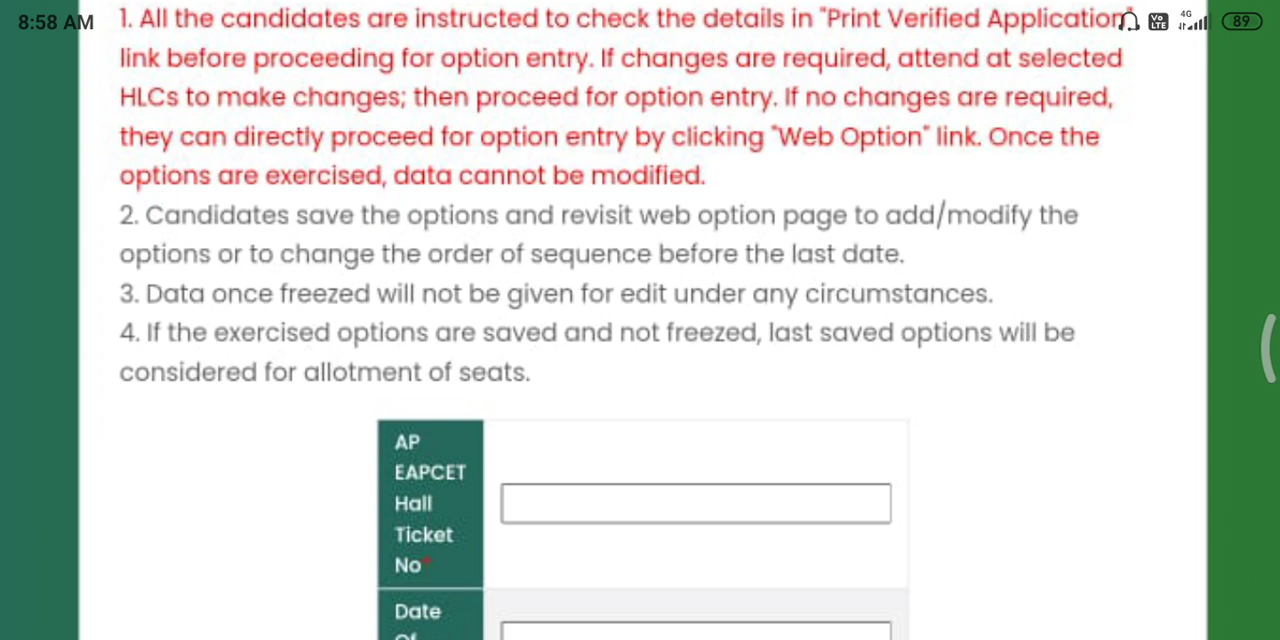 8:58 AM
Vo LTE 4G 89
1. All the candidates are instructed to check the details in "Print Verified Application"
link before proceeding for option entry. If changes are required, attend at selected
HLCs to make changes; then proceed for option entry. If no changes are required,
they can directly proceed for option entry by clicking "Web Option" link. Once the
options are exercised, data cannot be modified.
2. Candidates save the options and revisit web option page to add/modify the
options or to change the order of sequence before the last date.
3. Data once freezed will not be given for edit under any circumstances.
4. If the exercised options are saved and not freezed, last saved options will be
considered for allotment of seats.
AP
EAPCET
Hall
Ticket
No*
Date
Of